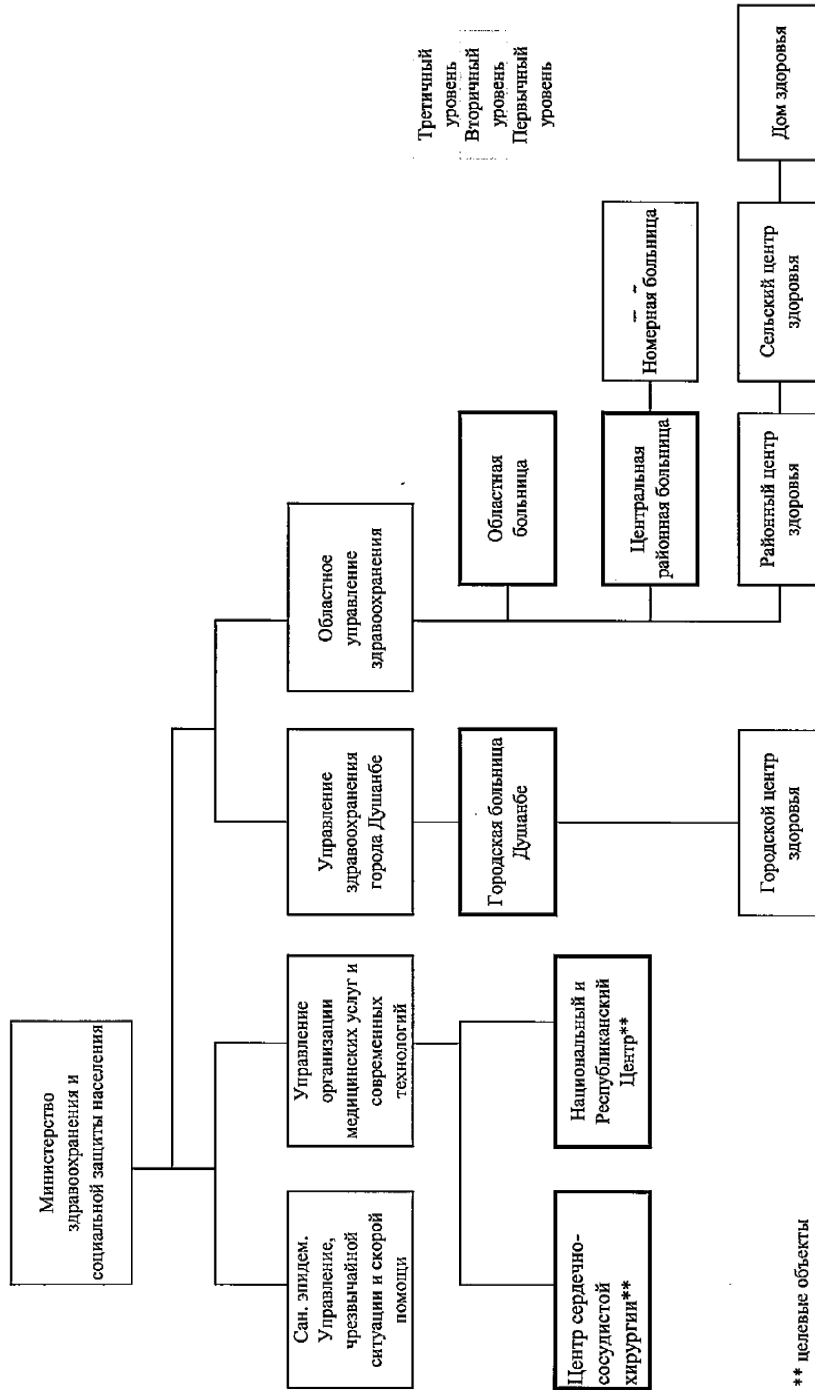 Министерство
здравоохранения и
социальной защиты населения
Сан. эпидем.
Управление,
чрезвычайной
ситуации и скорой
помощи
Управление
организации
медицинских услуг и
современных
технологий
Управление
здравоохранения
города Душанбе
Областное
управление
здравоохранения
Третичный
уровень
Вторичный
уровень
Первычный
уровень
Центр сердечно-
сосудистой
хирургии**
Национальный и
Республиканский
Центр**
Городская больница
Душанбе
Областная
больница
Центральная
районная больница
Номерная больница
Городской центр
здоровья
Районный центр
здоровья
Сельский центр
здоровья
Дом здоровья
** целевые объекты